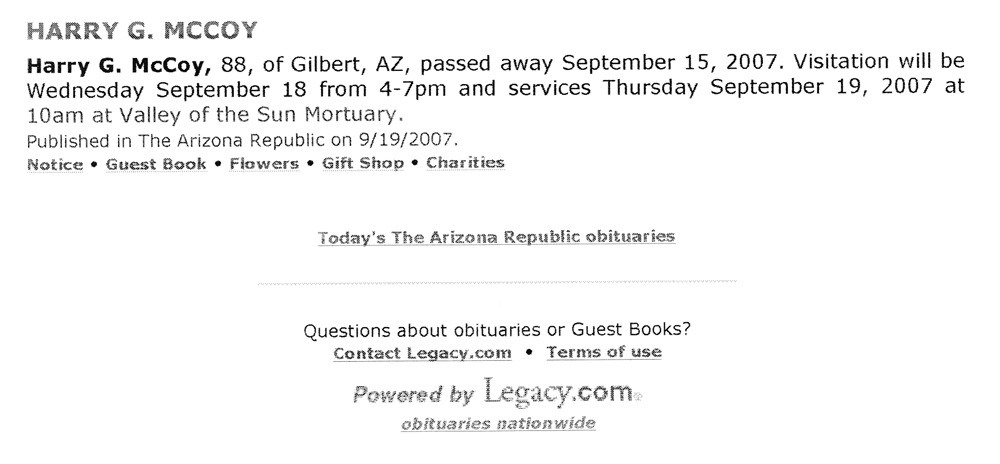 HARRY G. MCCOY
Harry G. McCoy, 88, of Gilbert, AZ, passed away September 15, 2007. Visitation will be
Wednesday September 18 from 4-7pm and services Thursday September 19, 2007 at
10am at Valley of the Sun Mortuary.
Published in The Arizona Republic on 9/19/2007.
Notice • Guest Book • Flowers • Gift Shop • Charities
Today's The Arizona Republic obituaries
Questions about obituaries or Guest Books?
Contact Legacy.com • Terms of use
Powered by Legacy.com®
obituaries nationwide